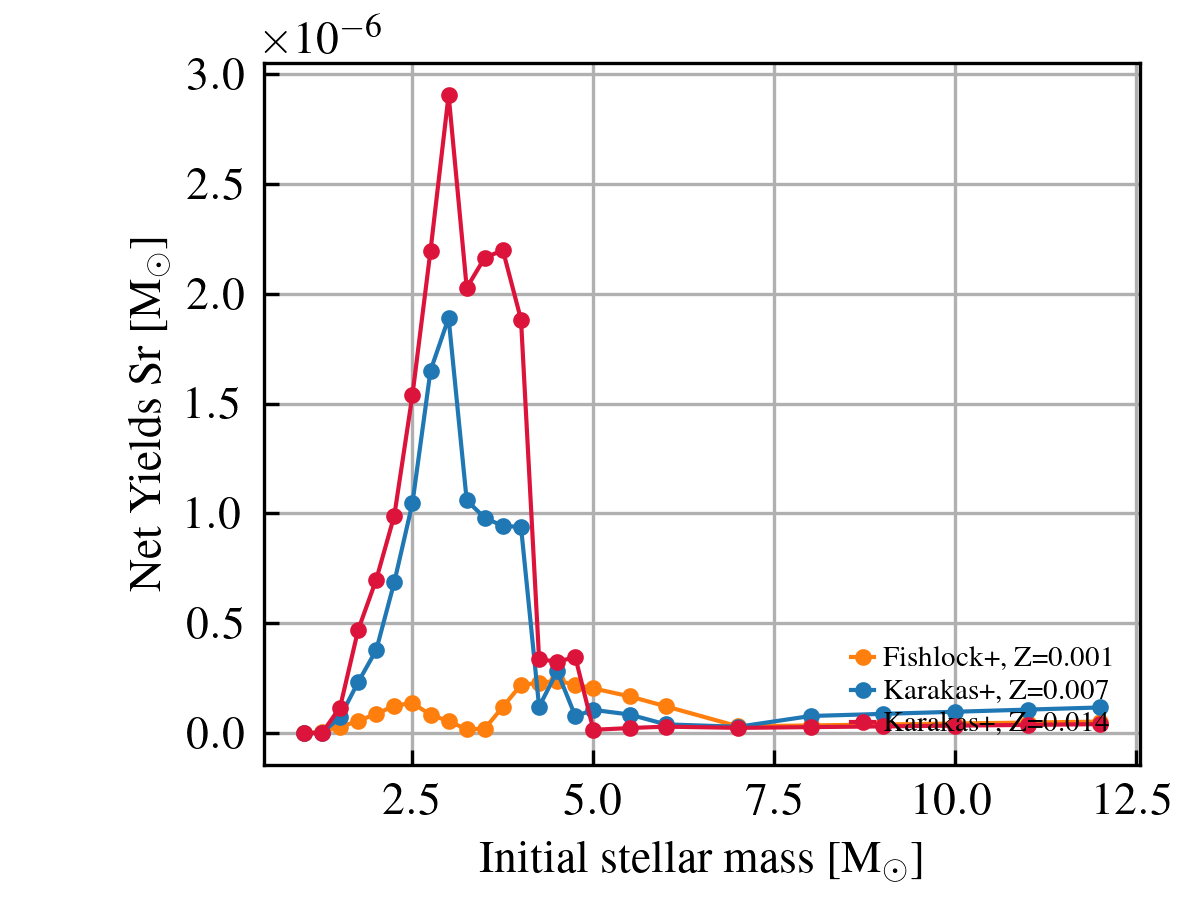 ×10⁻⁶
3.0
2.5
2.0
1.5
1.0
0.5
0.0
Net Yields Sr [M☉]
Fishlock+, Z=0.001
Karakas+, Z=0.007
Karakas+, Z=0.014
2.5 5.0 7.5 10.0 12.5
Initial stellar mass [M☉]